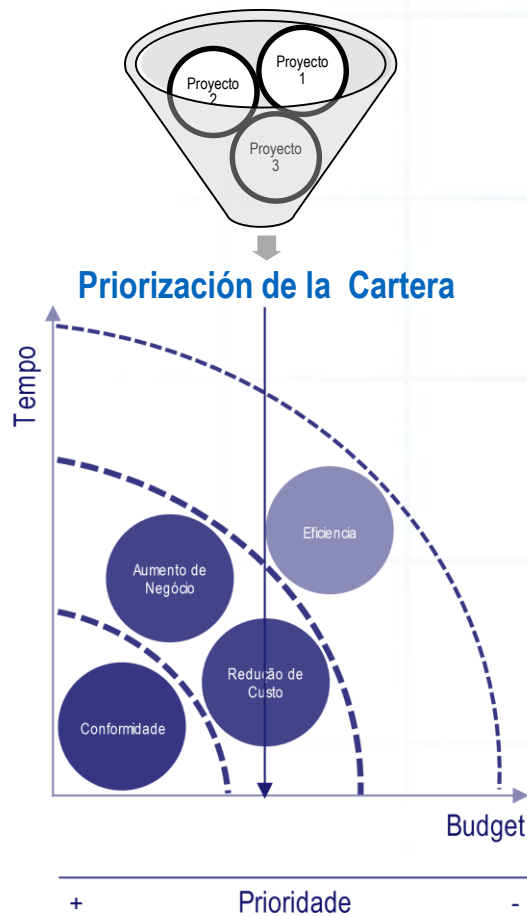 Proyecto
1
Proyecto
2
Proyecto
3
Priorización de la Cartera
Tempo
Eficiencia
Aumento de
Negócio
Redução de
Custo
Conformidade
Budget
+ Prioridade -